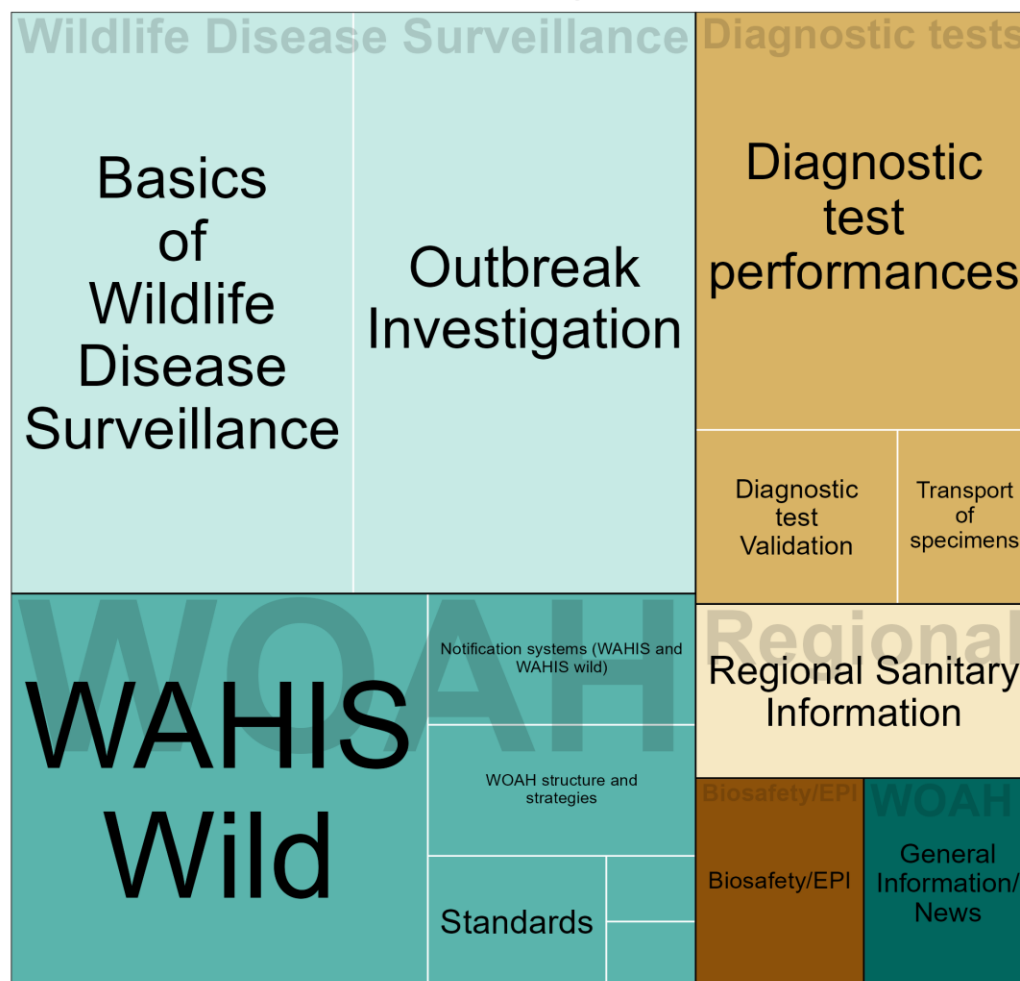 Wildlife Disease Surveillance
Basics
of
Wildlife
Disease
Surveillance
Outbreak
Investigation
Diagnostic tests
Diagnostic
test
performances
Diagnostic
test
Validation
Transport
of
specimens
WOAH
WAHIS
Wild
Notification systems (WAHIS and
WAHIS wild)
WOAH structure and
strategies
Standards
Regional
Regional Sanitary
Information
Biosafety/EPI
Biosafety/EPI
WOAH
General
Information/
News